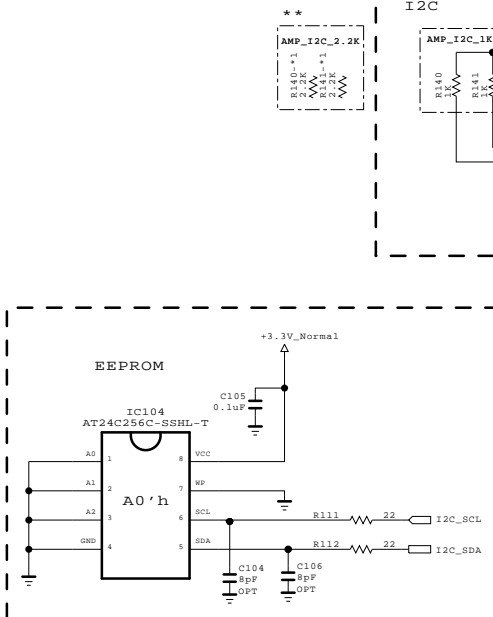 **
I2C
AMP_I2C_2.2K
AMP_I2C_1K
R140-*1
2.2K
R141-*1
2.2K
R140
1K
R141
1K
+3.3V_Normal
EEPROM
C105
0.1uF
IC104
AT24C256C-SSHL-T
A0
1
8
VCC
A1
2
7
WP
A0'h
A2
3
6
SCL
R111
22
I2C_SCL
GND
4
5
SDA
R112
22
I2C_SDA
C104
8pF
OPT
C106
8pF
OPT